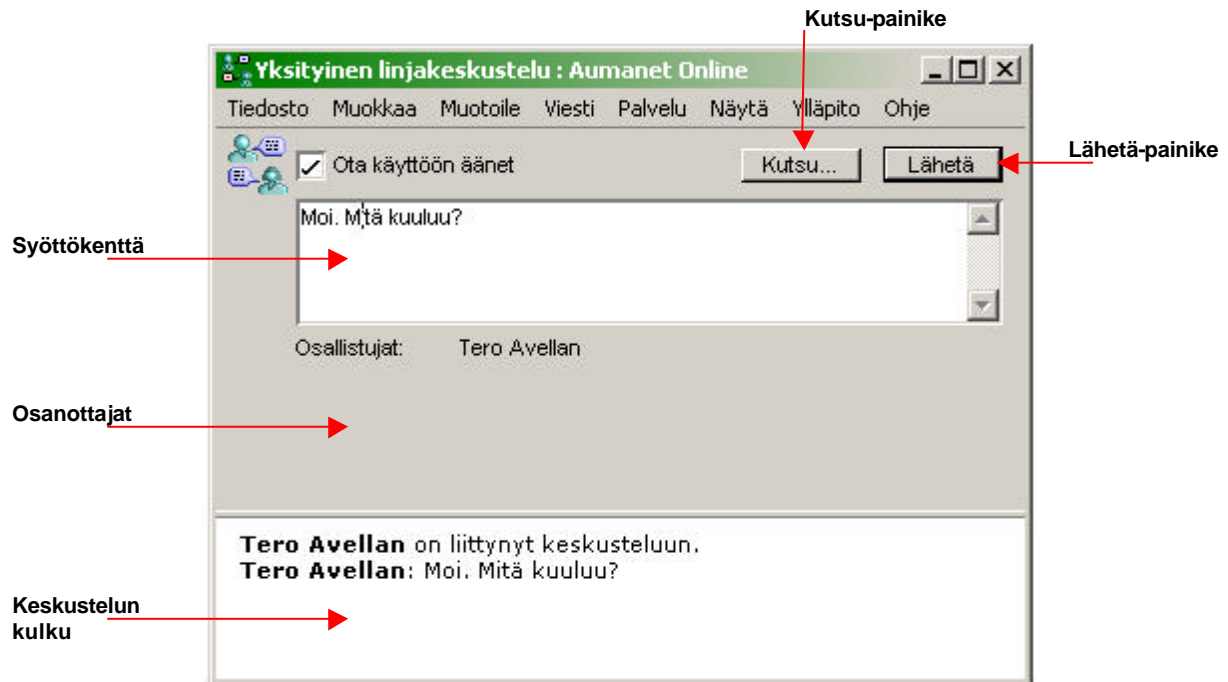 Kutsu-painike
Yksityinen linjakeskustelu : Aumanet Online
Tiedosto Muokkaa Muotoile Viesti Palvelu Näytä Ylläpito Ohje
Ota käyttöön äänet Kutsu... Lähetä
Lähetä-painike
Moi. Mtä kuuluu?
Syöttökenttä
Osallistujat: Tero Avellan
Osanottajat
Tero Avellan on liittynyt keskusteluun.
Tero Avellan: Moi. Mitä kuuluu?
Keskustelun
kulku